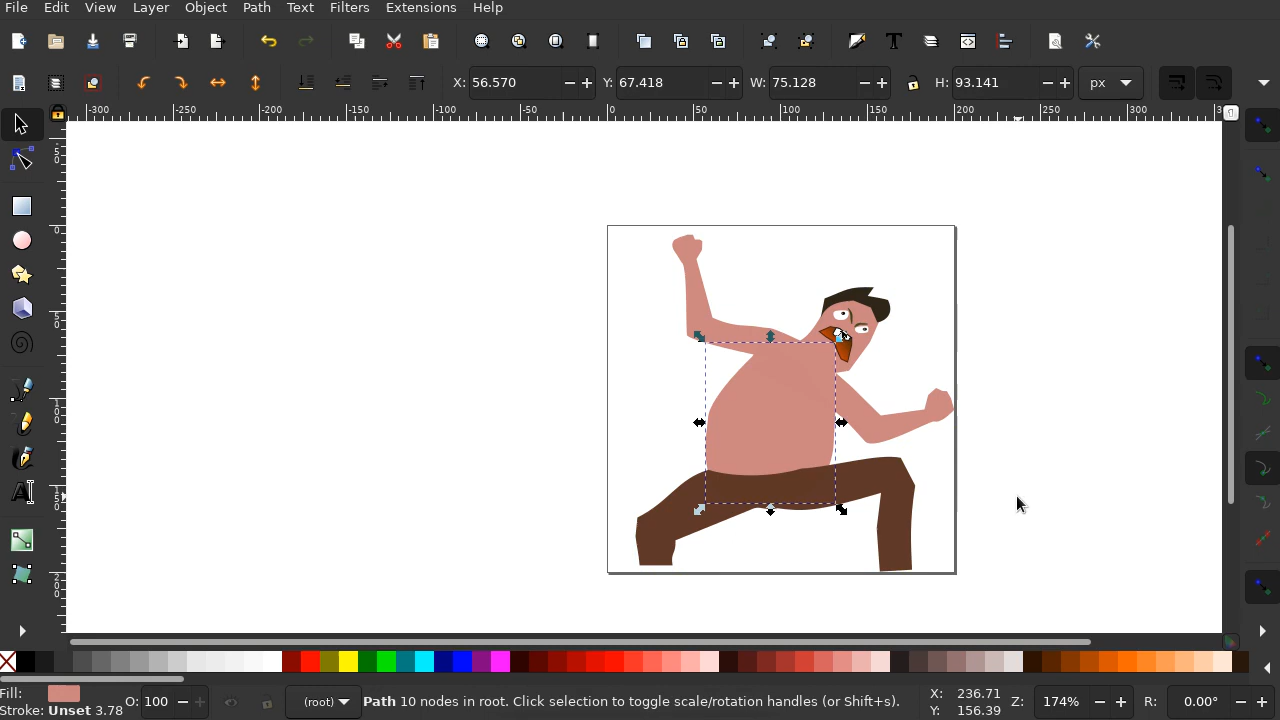 File Edit View Layer Object Path Text Filters Extensions Help
X: 56.570 Y: 67.418 W: 75.128 H: 93.141 px
-300 -250 -200 -150 -100 -50 0 50 100 150 200 250 300
Fill: O: 100 (root) Path 10 nodes in root. Click selection to toggle scale/rotation handles (or Shift+s). X: 236.71 Z: 174% R: 0.00°
Stroke: Unset 3.78 Y: 156.39